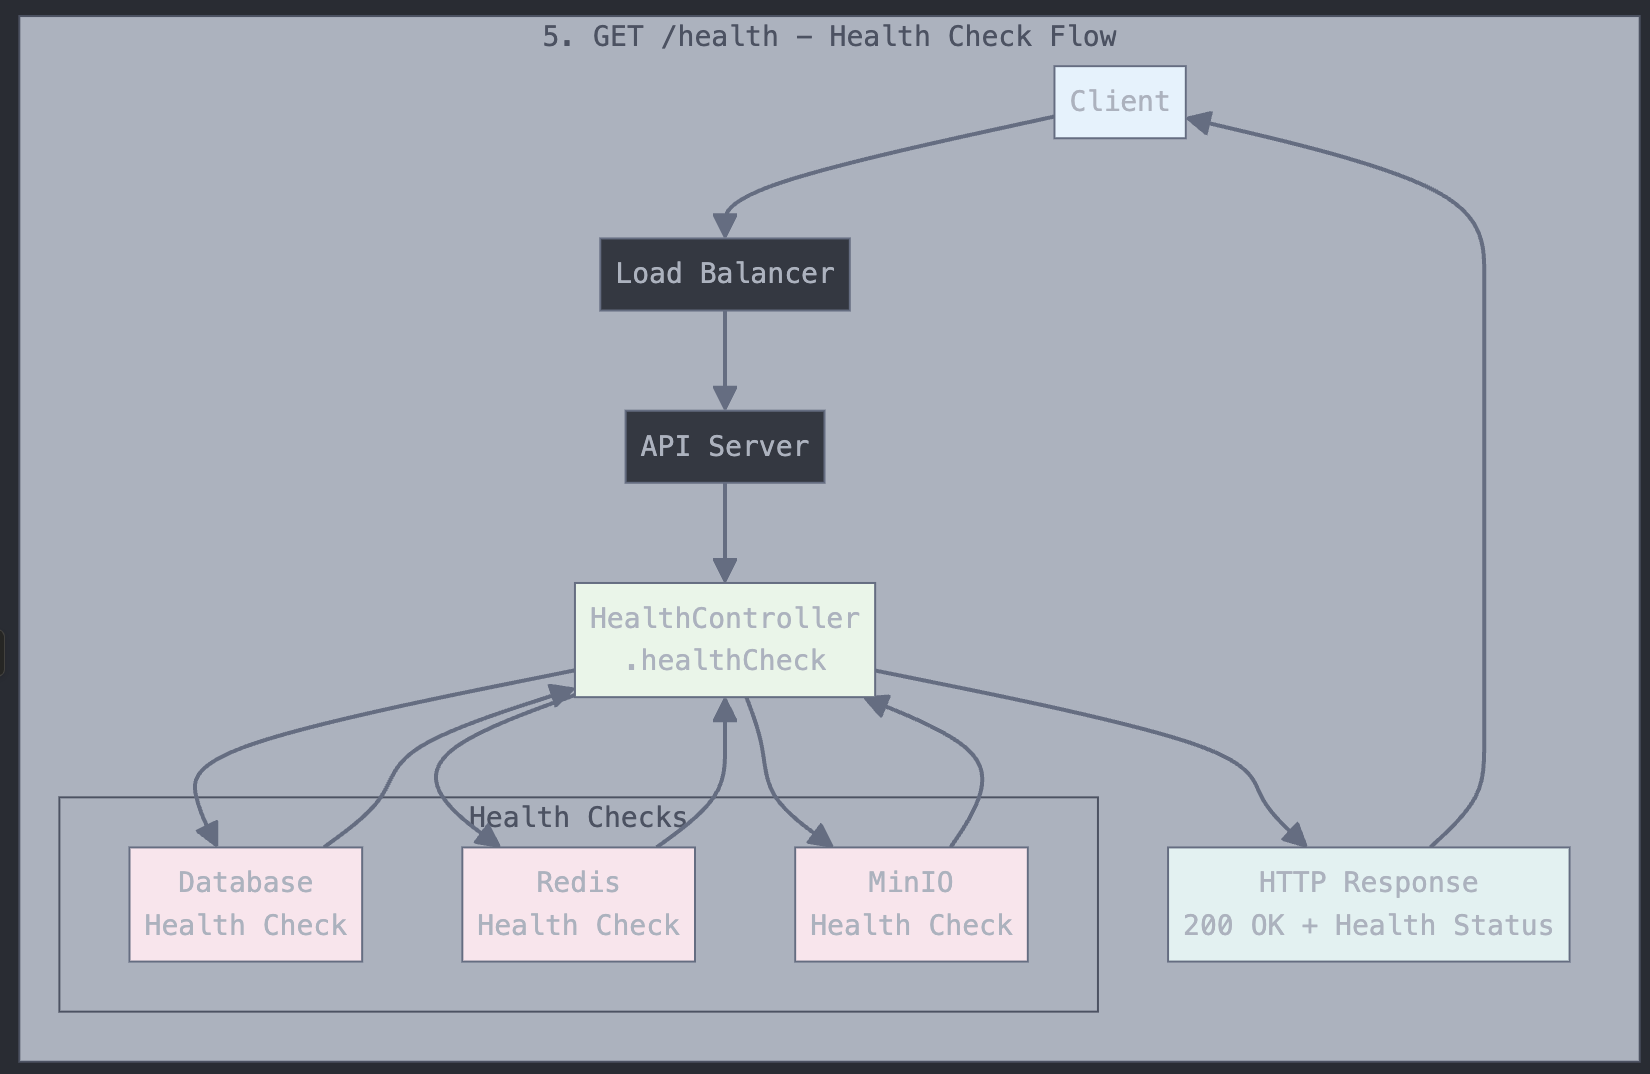 5. GET /health – Health Check Flow
Client
Load Balancer
API Server
HealthController
.healthCheck
Health Checks
Database
Health Check
Redis
Health Check
MinIO
Health Check
HTTP Response
200 OK + Health Status